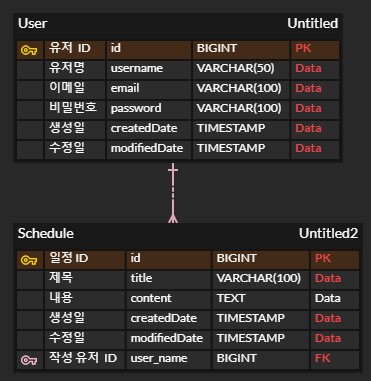 User Untitled
유저 ID id BIGINT PK
유저명 username VARCHAR(50) Data
이메일 email VARCHAR(100) Data
비밀번호 password VARCHAR(100) Data
생성일 createdDate TIMESTAMP Data
수정일 modifiedDate TIMESTAMP Data
Schedule Untitled2
일정 ID id BIGINT PK
제목 title VARCHAR(100) Data
내용 content TEXT Data
생성일 createdDate TIMESTAMP Data
수정일 modifiedDate TIMESTAMP Data
작성 유저 ID user_name BIGINT FK